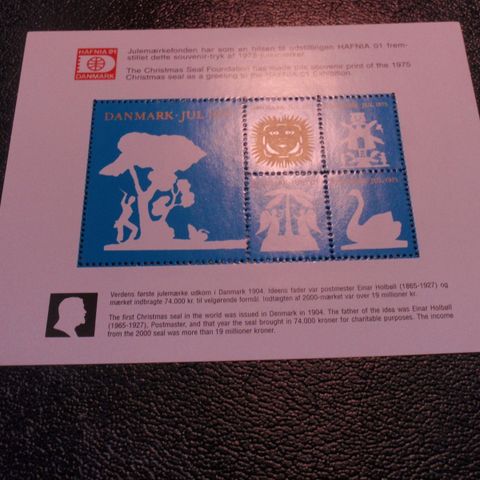 HAFNIA 01
DANMARK
Julemærkefonden har som en hilsen til udstillingen HAFNIA 01 frem-
stillet dette souvenir-tryk af 1975-julemærker.
The Christmas Seal Foundation has made this souvenir print of the 1975
Christmas seal as a greeting to the HAFNIA 01 Exhibition.
DANMARK · JUL
JUL 1975
JUL 1975
Verdens første julemærke udkom i Danmark 1904. Ideens fader var postmester Einar Holbøll (1865-1927) og
mærket indbragte 74.000 kr. til velgørende formål. Indtægten af 2000-mærket var over 19 millioner kr.
The first Christmas seal in the world was issued in Denmark in 1904. The father of the idea was Einar Holbøll
(1865-1927), Postmaster, and that year the seal brought in 74,000 kroner for charitable purposes. The income
from the 2000 seal was more than 19 million kroner.